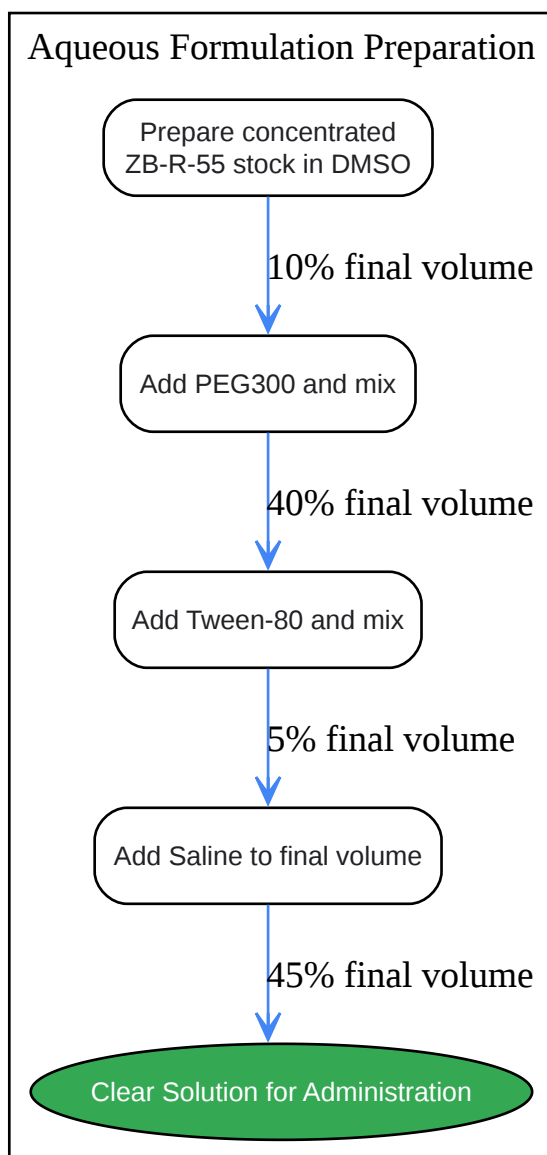 Aqueous Formulation Preparation
Prepare concentrated
ZB-R-55 stock in DMSO
10% final volume
Add PEG300 and mix
40% final volume
Add Tween-80 and mix
5% final volume
Add Saline to final volume
45% final volume
Clear Solution for Administration